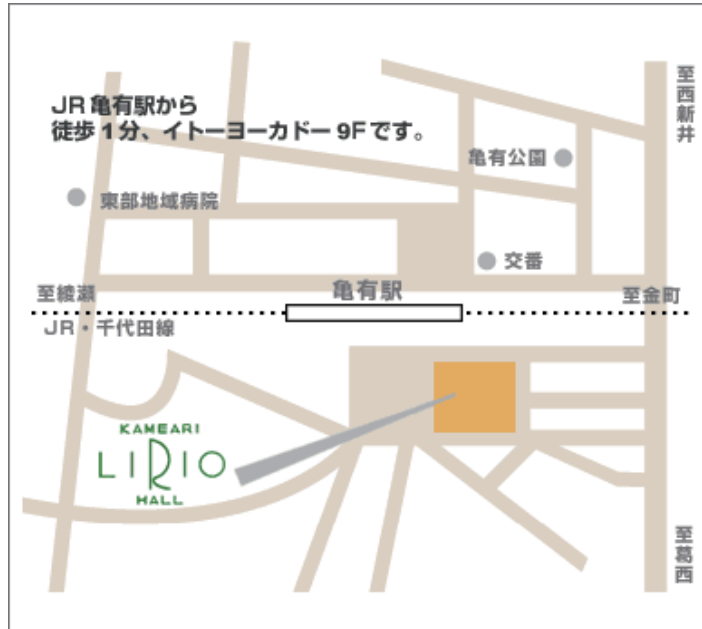 JR亀有駅から
徒歩1分、イトーヨーカドー9Fです。
至西新井
亀有公園
東部地域病院
交番
至綾瀬
亀有駅
至金町
JR・千代田線
KAMEARI
LIRIO
HALL
至葛西